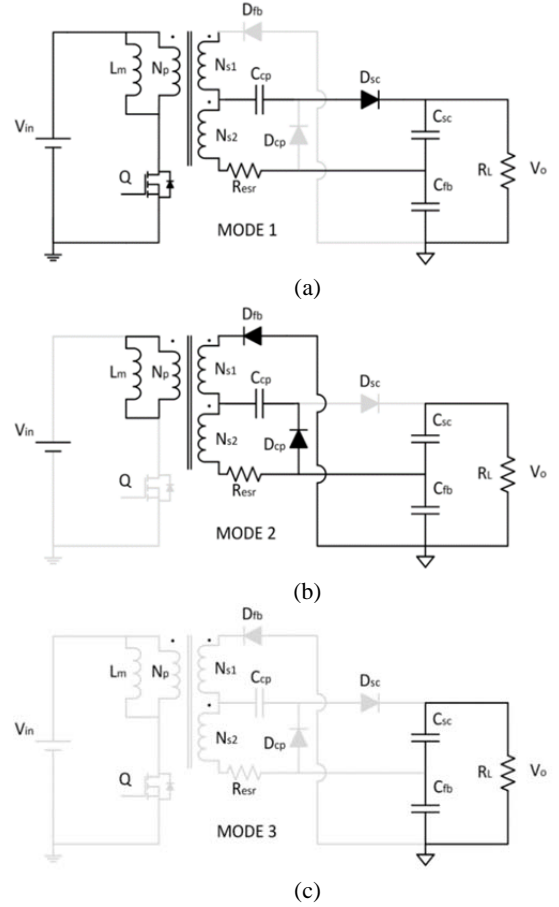 Dfb
Lm Np Ns1 Ccp Dsc
Vin Csc
Ns2 Dcp RL Vo
Q Resr Cfb
MODE 1
(a)
Dfb
Lm Np Ns1 Ccp Dsc
Vin Csc
Ns2 Dcp RL Vo
Q Resr Cfb
MODE 2
(b)
Dfb
Lm Np Ns1 Ccp Dsc
Vin Csc
Ns2 Dcp RL Vo
Q Resr Cfb
MODE 3
(c)